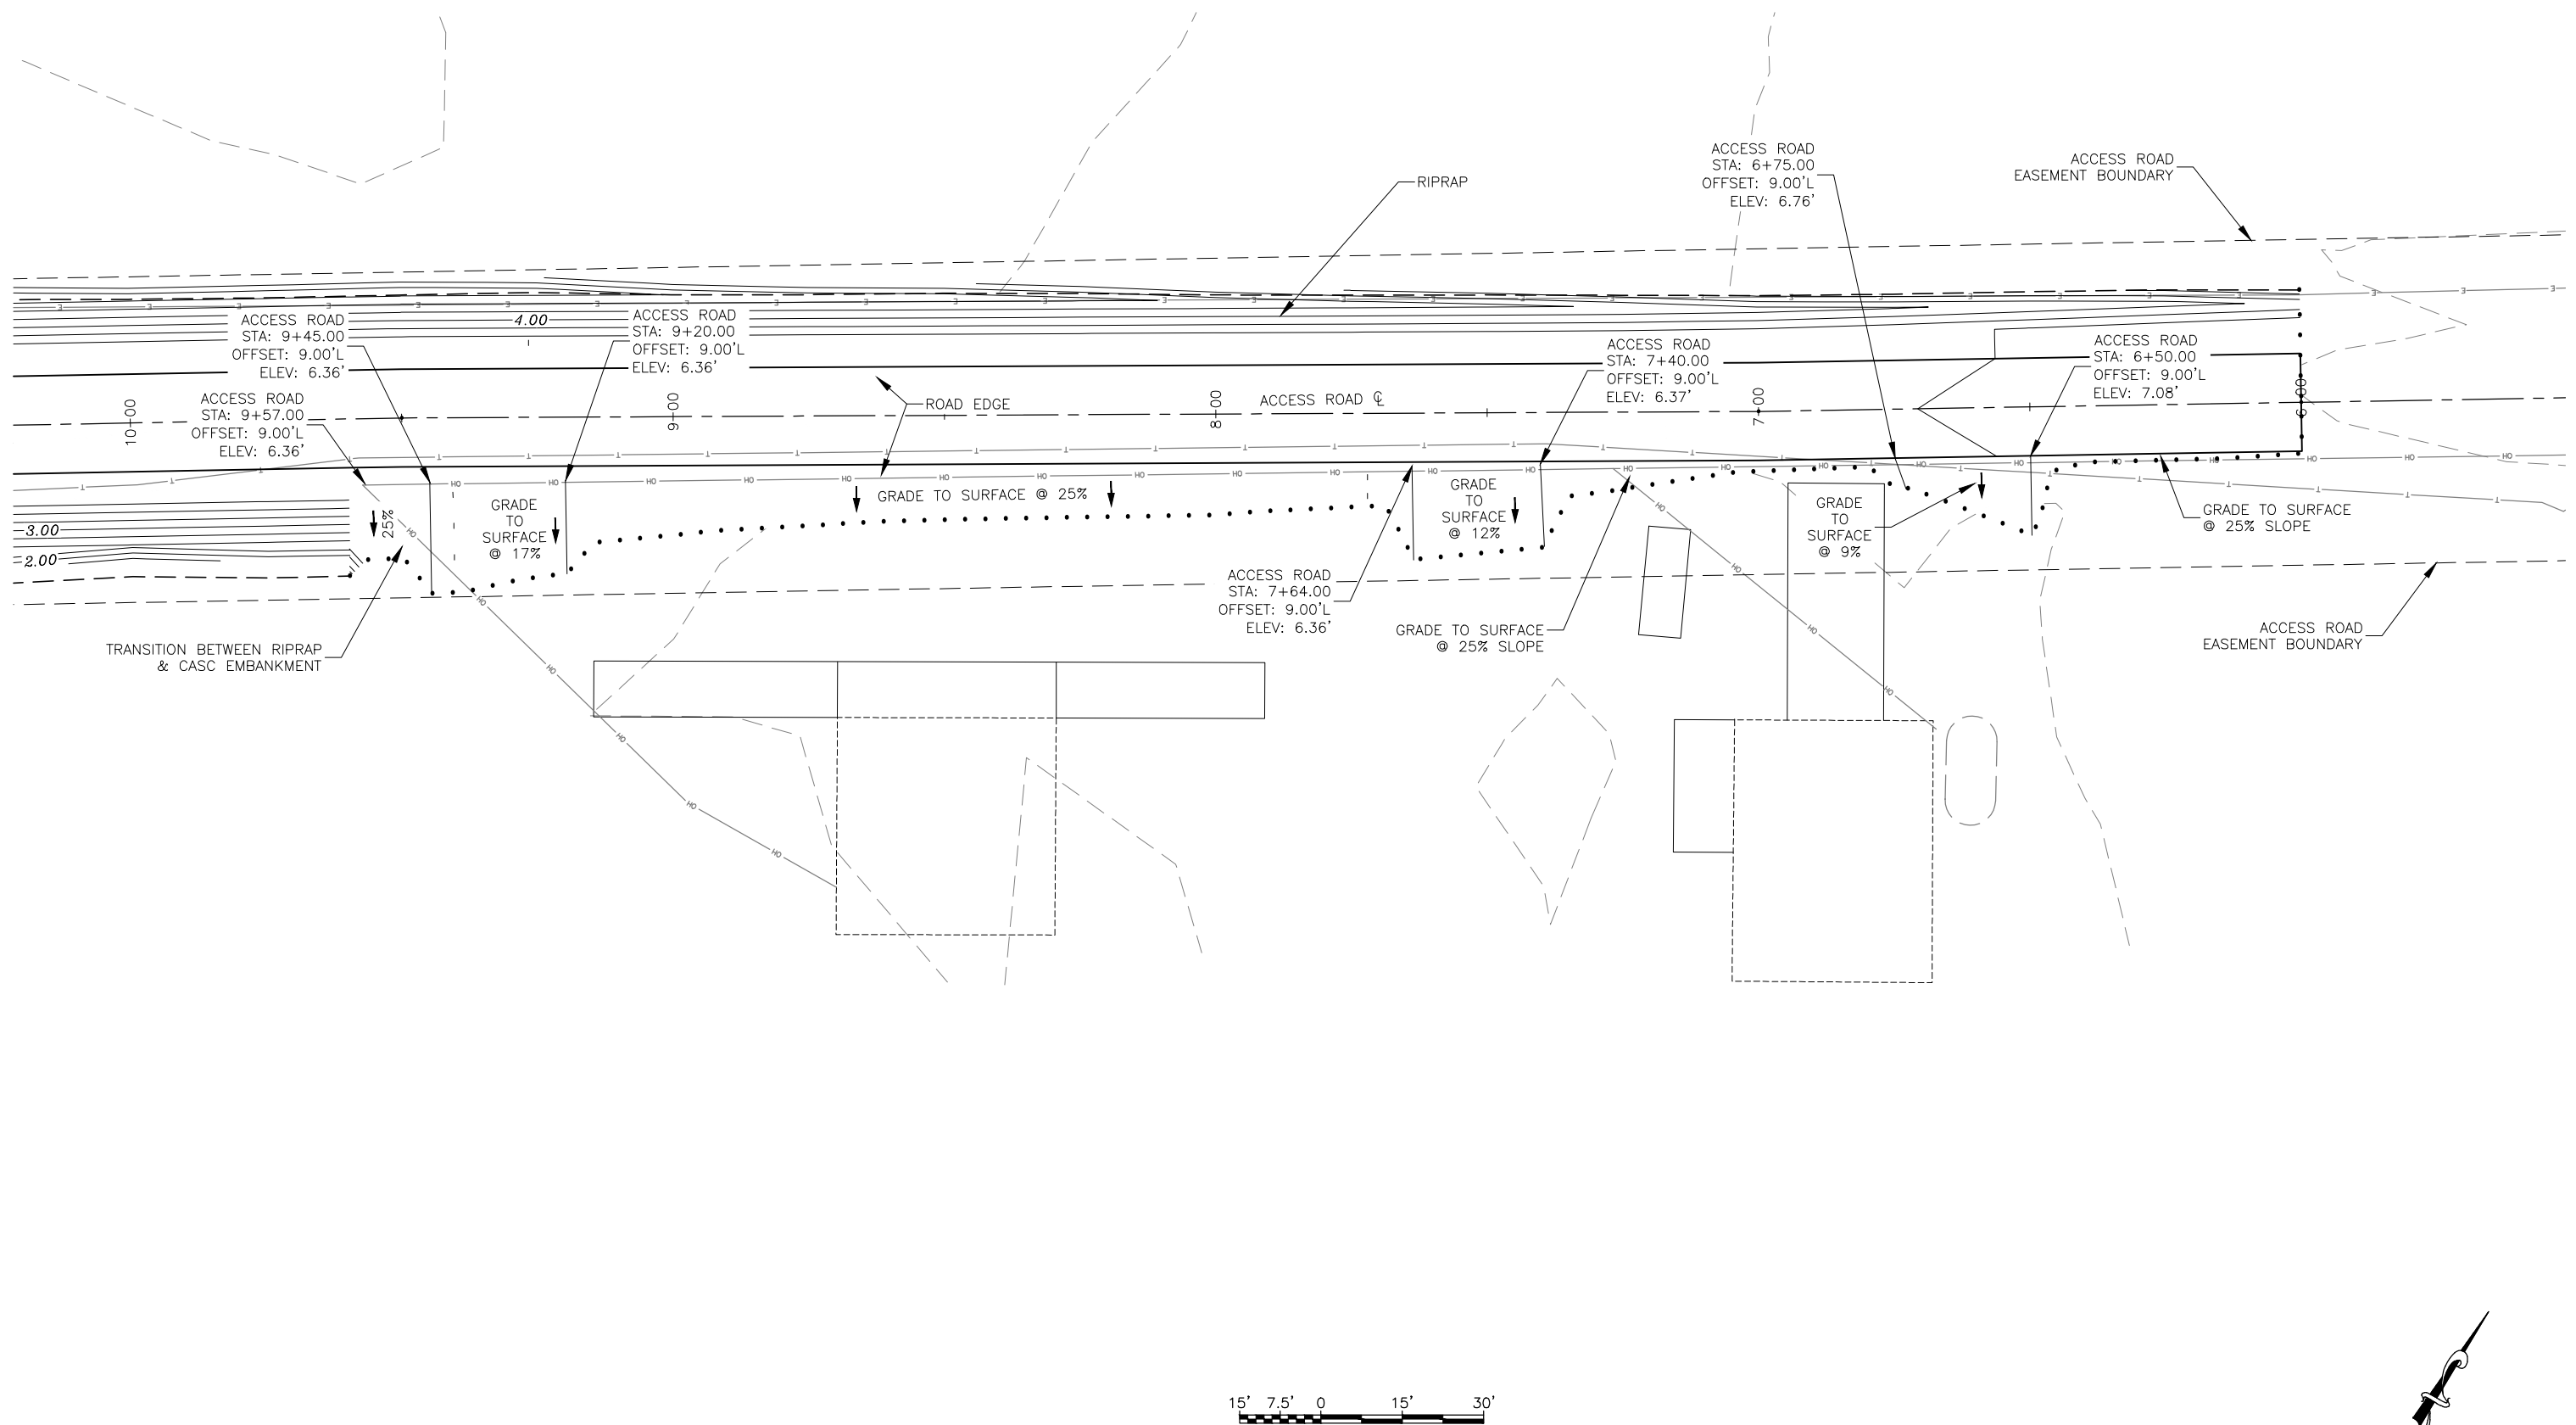 ACCESS ROAD
STA: 6+75.00
OFFSET: 9.00'L
ELEV: 6.76'
ACCESS ROAD
EASEMENT BOUNDARY
RIPRAP
E E E E E E E E E E E E E E E E E E E E E E E E E E E E
4.00
ACCESS ROAD
STA: 9+45.00
OFFSET: 9.00'L
ELEV: 6.36'
ACCESS ROAD
STA: 9+20.00
OFFSET: 9.00'L
ELEV: 6.36'
ACCESS ROAD
STA: 7+40.00
OFFSET: 9.00'L
ELEV: 6.37'
ACCESS ROAD
STA: 6+50.00
OFFSET: 9.00'L
ELEV: 7.08'
ACCESS ROAD
STA: 9+57.00
OFFSET: 9.00'L
ELEV: 6.36'
10+00
9+00
8+00
7+00
6+00
ROAD EDGE
ACCESS ROAD ℄
3.00
2.00
25%
GRADE
TO
SURFACE
@ 17%
GRADE TO SURFACE @ 25%
GRADE
TO
SURFACE
@ 12%
GRADE
TO
SURFACE
@ 9%
GRADE TO SURFACE
@ 25% SLOPE
ACCESS ROAD
STA: 7+64.00
OFFSET: 9.00'L
ELEV: 6.36'
GRADE TO SURFACE
@ 25% SLOPE
ACCESS ROAD
EASEMENT BOUNDARY
TRANSITION BETWEEN RIPRAP
& CASC EMBANKMENT
15' 7.5' 0 15' 30'